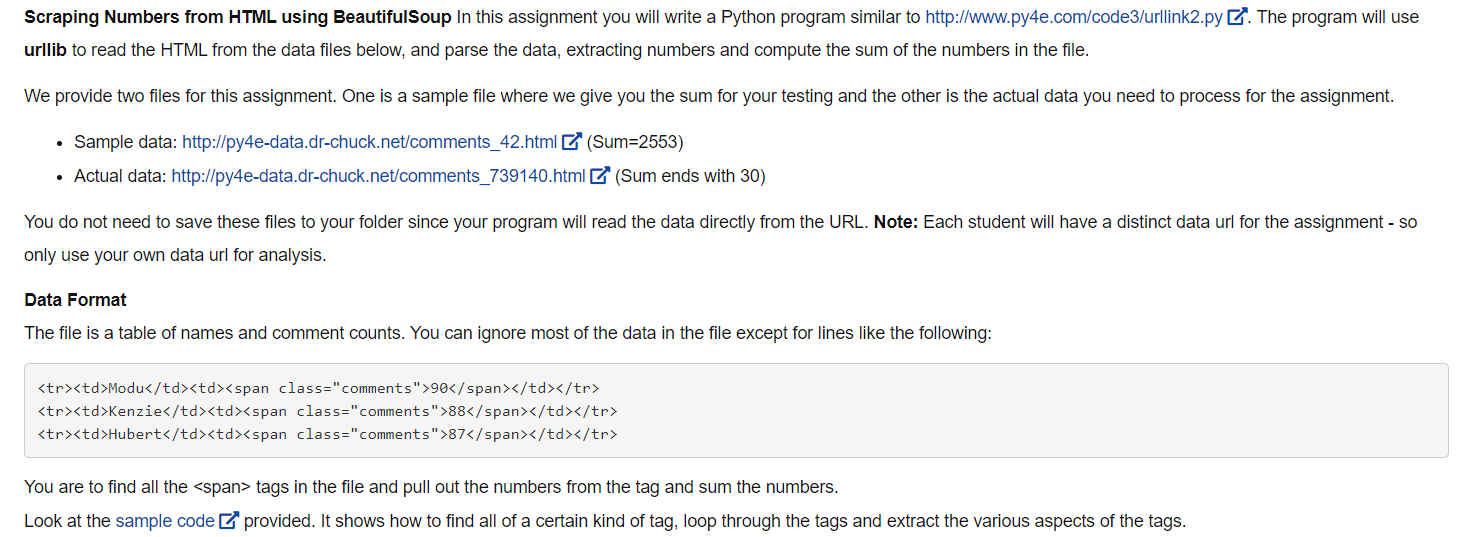 Scraping Numbers from HTML using BeautifulSoup In this assignment you will write a Python program similar to http://www.py4e.com/code3/urllink2.py. The program will use
urllib to read the HTML from the data files below, and parse the data, extracting numbers and compute the sum of the numbers in the file.
We provide two files for this assignment. One is a sample file where we give you the sum for your testing and the other is the actual data you need to process for the assignment.
• Sample data: http://py4e-data.dr-chuck.net/comments_42.html (Sum=2553)
• Actual data: http://py4e-data.dr-chuck.net/comments_739140.html (Sum ends with 30)
You do not need to save these files to your folder since your program will read the data directly from the URL. Note: Each student will have a distinct data url for the assignment - so
only use your own data url for analysis.
Data Format
The file is a table of names and comment counts. You can ignore most of the data in the file except for lines like the following:
<tr><td>Modu</td><td><span class="comments">90</span></td></tr>
<tr><td>Kenzie</td><td><span class="comments">88</span></td></tr>
<tr><td>Hubert</td><td><span class="comments">87</span></td></tr>
You are to find all the <span> tags in the file and pull out the numbers from the tag and sum the numbers.
Look at the sample code provided. It shows how to find all of a certain kind of tag, loop through the tags and extract the various aspects of the tags.